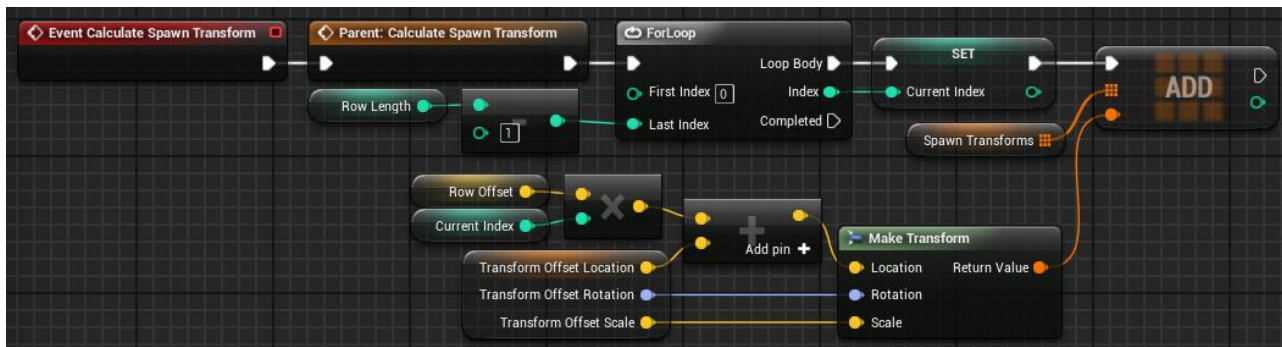 Event Calculate Spawn Transform
Parent: Calculate Spawn Transform
ForLoop
Loop Body
First Index 0
Index
Last Index
Completed
SET
Current Index
ADD
Row Length
1
Spawn Transforms
Row Offset
Current Index
Add pin +
Transform Offset Location
Transform Offset Rotation
Transform Offset Scale
Make Transform
Location
Return Value
Rotation
Scale